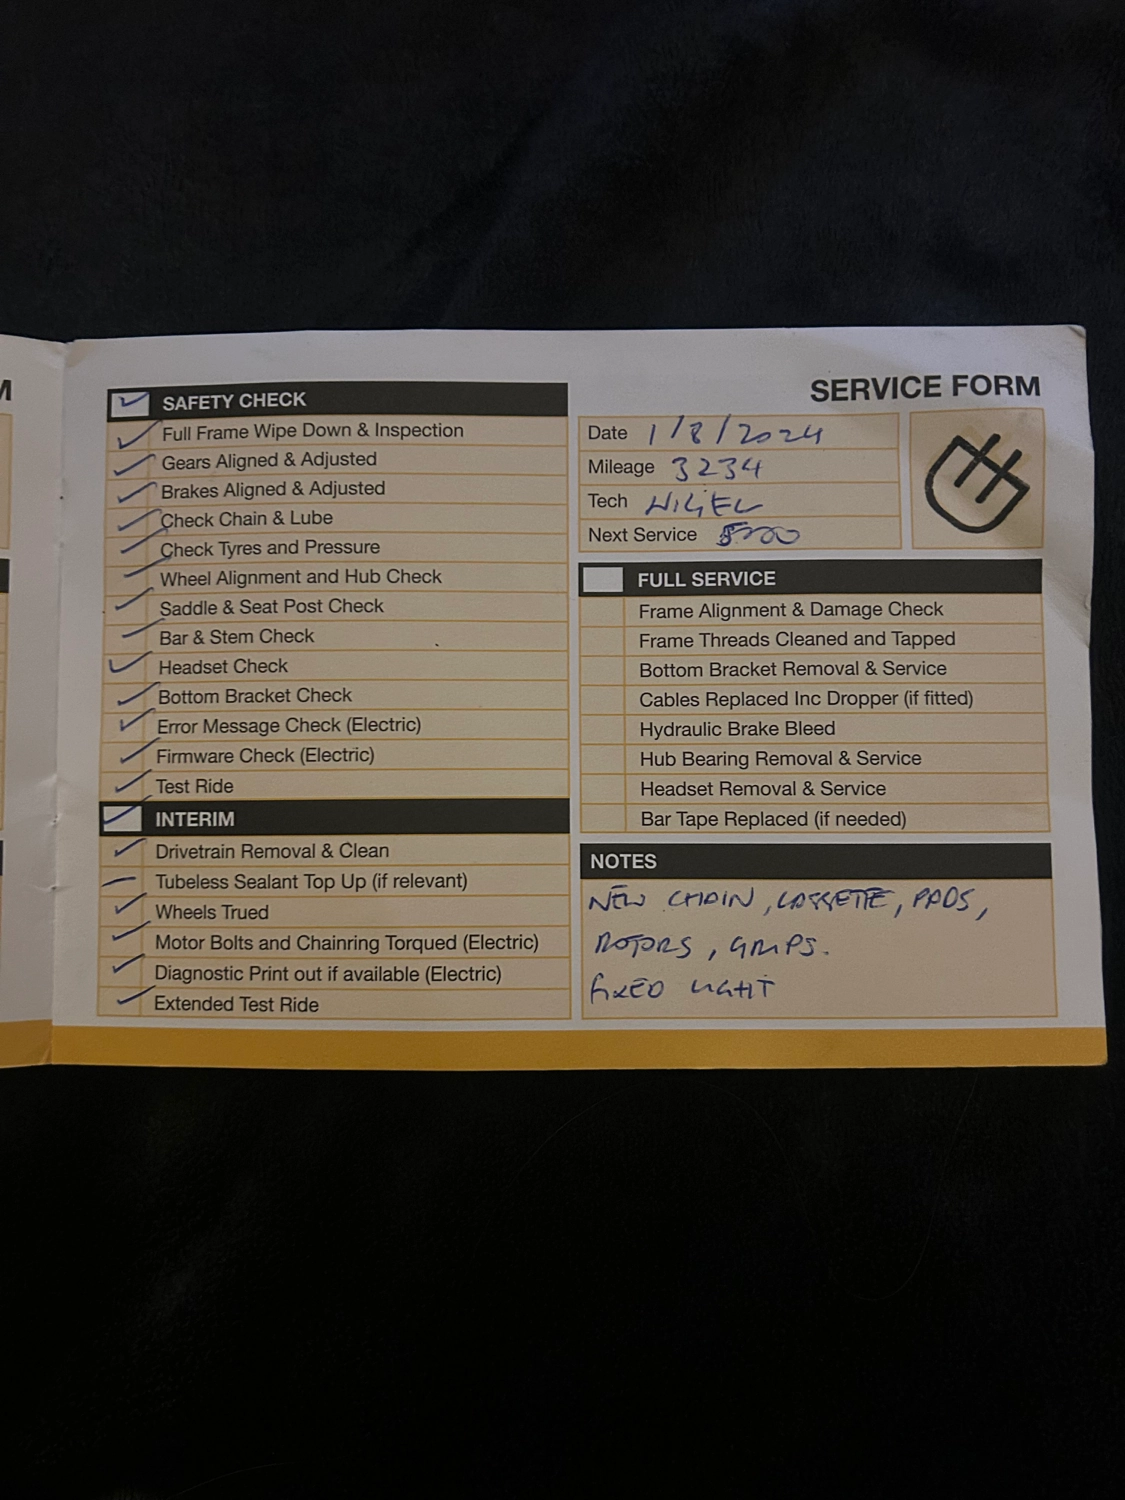 M
SAFETY CHECK
Full Frame Wipe Down & Inspection
Gears Aligned & Adjusted
Brakes Aligned & Adjusted
Check Chain & Lube
Check Tyres and Pressure
Wheel Alignment and Hub Check
Saddle & Seat Post Check
Bar & Stem Check
Headset Check
Bottom Bracket Check
Error Message Check (Electric)
Firmware Check (Electric)
Test Ride
INTERIM
Drivetrain Removal & Clean
Tubeless Sealant Top Up (if relevant)
Wheels Trued
Motor Bolts and Chainring Torqued (Electric)
Diagnostic Print out if available (Electric)
Extended Test Ride
SERVICE FORM
Date 1/8/2024
Mileage 3234
Tech NIGEL
Next Service
FULL SERVICE
Frame Alignment & Damage Check
Frame Threads Cleaned and Tapped
Bottom Bracket Removal & Service
Cables Replaced Inc Dropper (if fitted)
Hydraulic Brake Bleed
Hub Bearing Removal & Service
Headset Removal & Service
Bar Tape Replaced (if needed)
NOTES
NEW CHAIN, CASSETTE, PADS,
ROTORS, GRIPS.
FIXED LIGHT